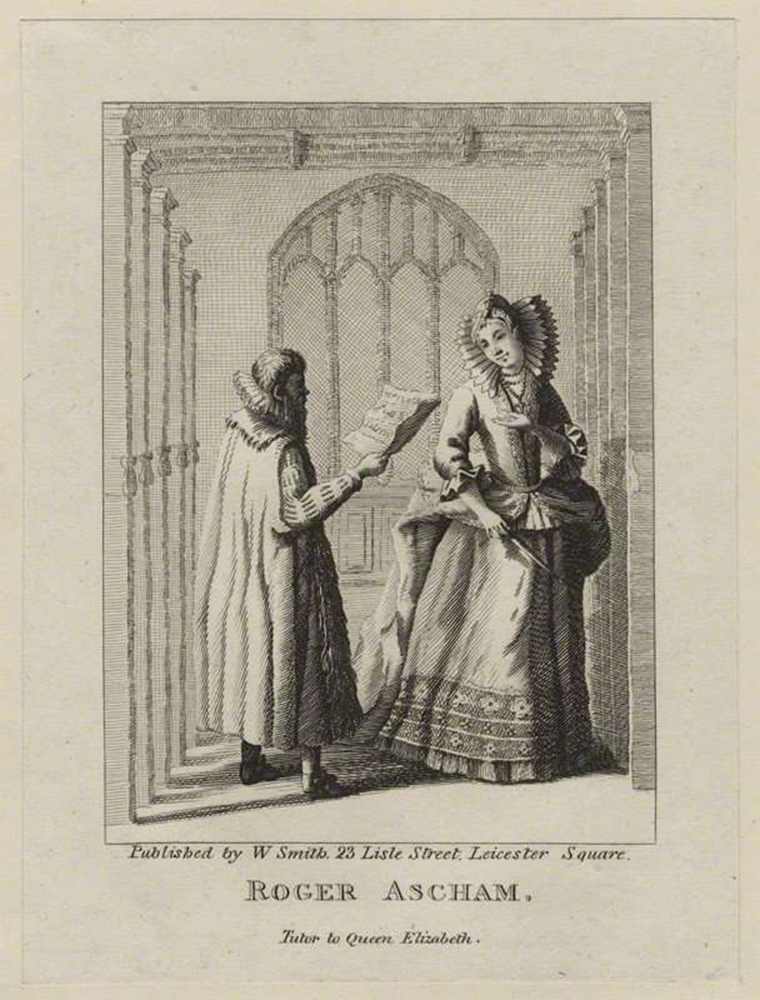 Published by W Smith. 23 Lisle Street. Leicester Square.
ROGER ASCHAM.
Tutor to Queen Elizabeth.